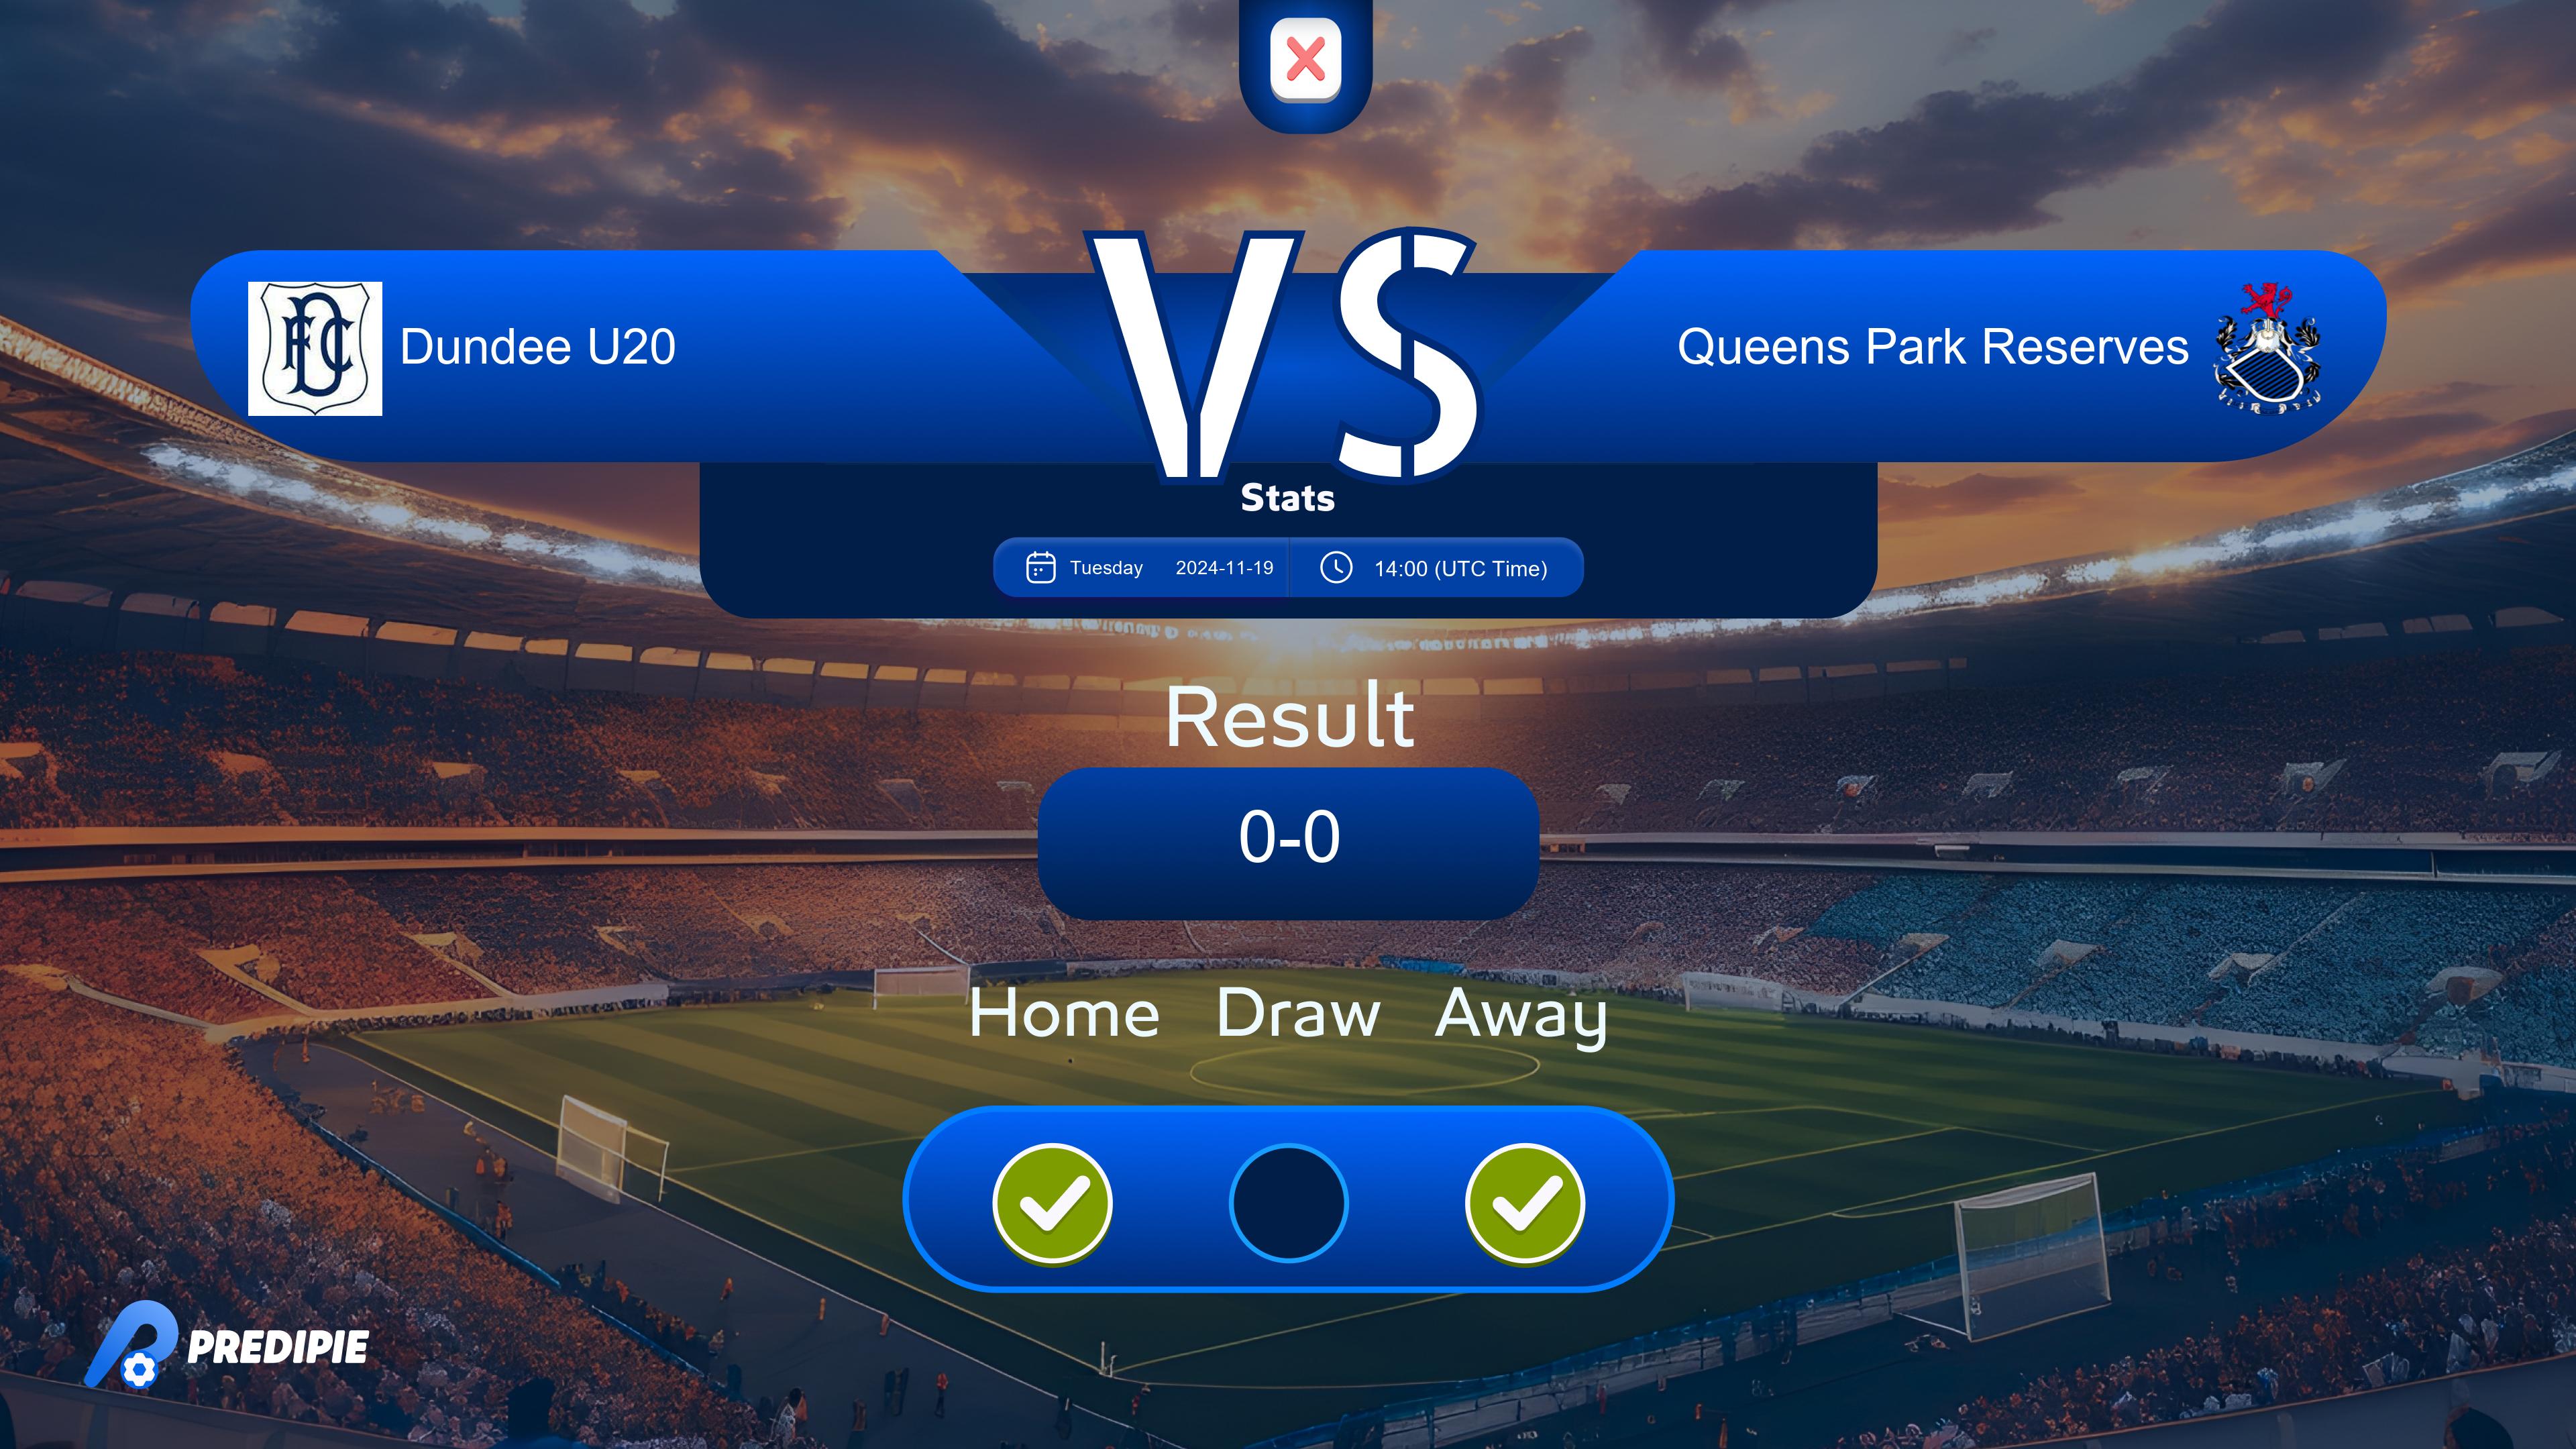 VS
Dundee U20
Queens Park Reserves
Stats
Tuesday 2024-11-19 14:00 (UTC Time)
Result
0-0
Home Draw Away
PREDIPIE